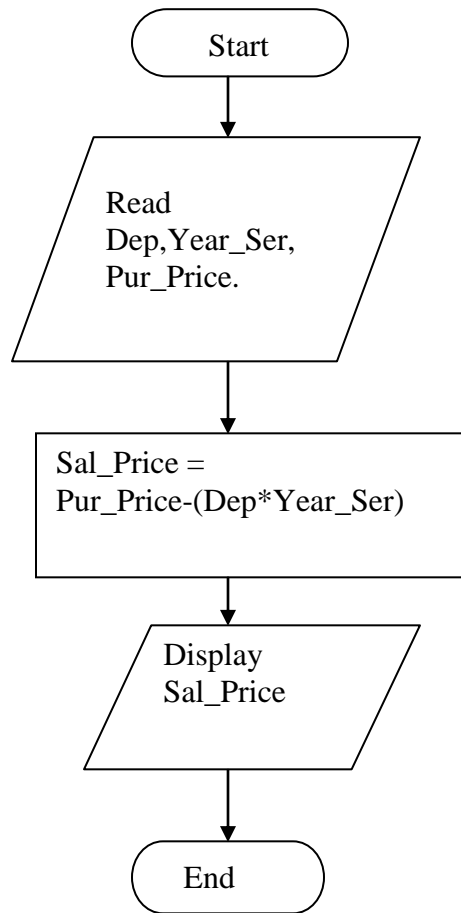 Start
Read
Dep,Year_Ser,
Pur_Price.
Sal_Price =
Pur_Price-(Dep*Year_Ser)
Display
Sal_Price
End